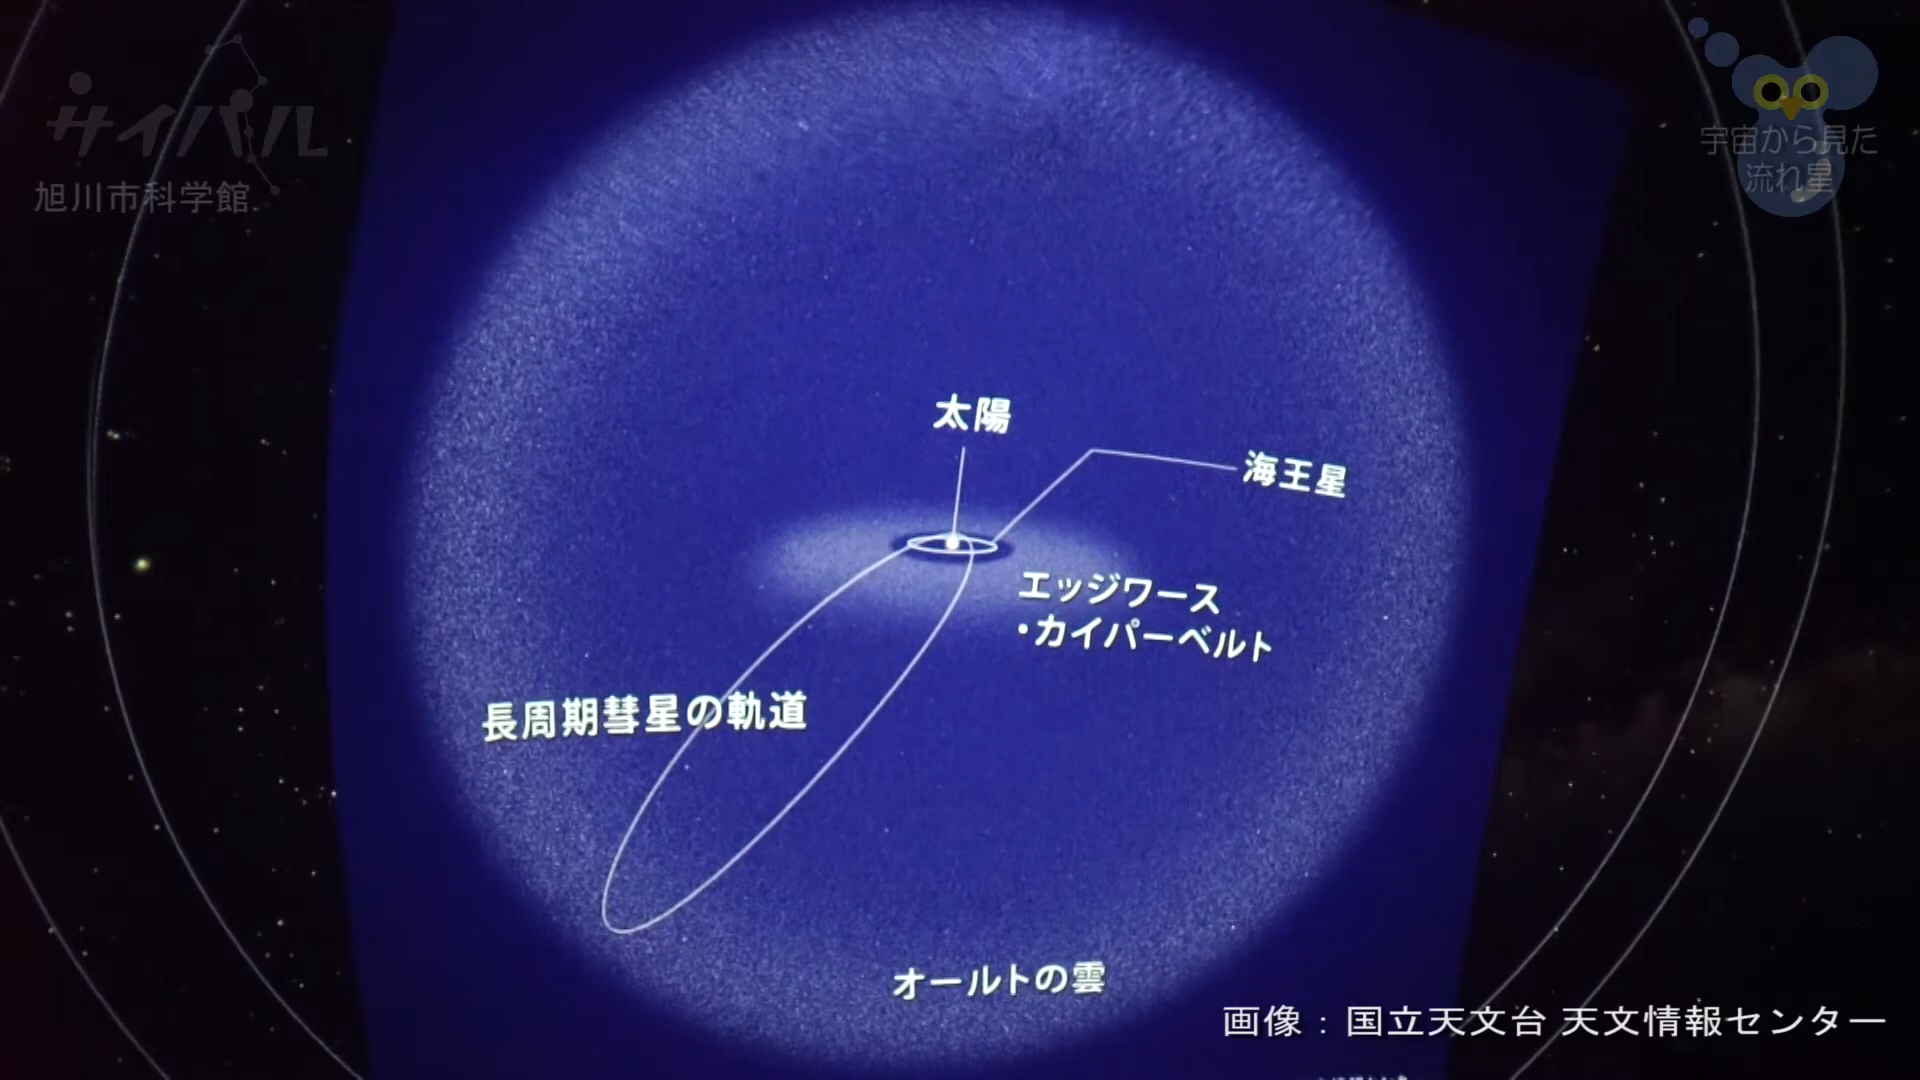 サイパル
旭川市科学館
宇宙から見た
流れ星
太陽
海王星
エッジワース
・カイパーベルト
長周期彗星の軌道
オールトの雲
画像：国立天文台 天文情報センター